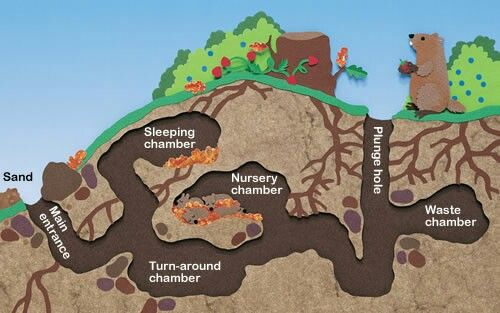 Sleeping
chamber
Sand
Main
entrance
Nursery
chamber
Plunge hole
Waste
chamber
Turn-around
chamber